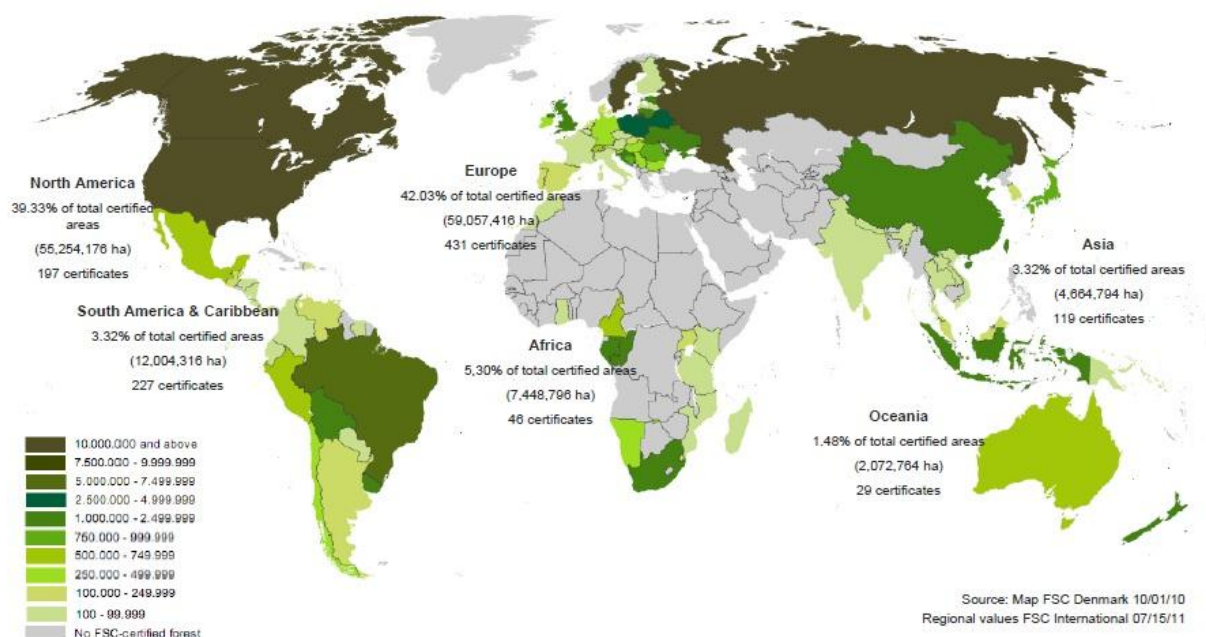 North America
39.33% of total certified
areas
(55,254,176 ha)
197 certificates
South America & Caribbean
3.32% of total certified areas
(12,004,316 ha)
227 certificates
Europe
42.03% of total certified areas
(59,057,416 ha)
431 certificates
Africa
5,30% of total certified areas
(7,448,796 ha)
46 certificates
Asia
3.32% of total certified areas
(4,664,794 ha)
119 certificates
Oceania
1.48% of total certified areas
(2,072,764 ha)
29 certificates
10.000.000 and above
7.500.000 - 9.999.999
5.000.000 - 7.499.999
2.500.000 - 4.999.999
1.000.000 - 2.499.999
750.000 - 999.999
500.000 - 749.999
250.000 - 499.999
100.000 - 249.999
100 - 99.999
No FSC-certified forest
Source: Map FSC Denmark 10/01/10
Regional values FSC International 07/15/11